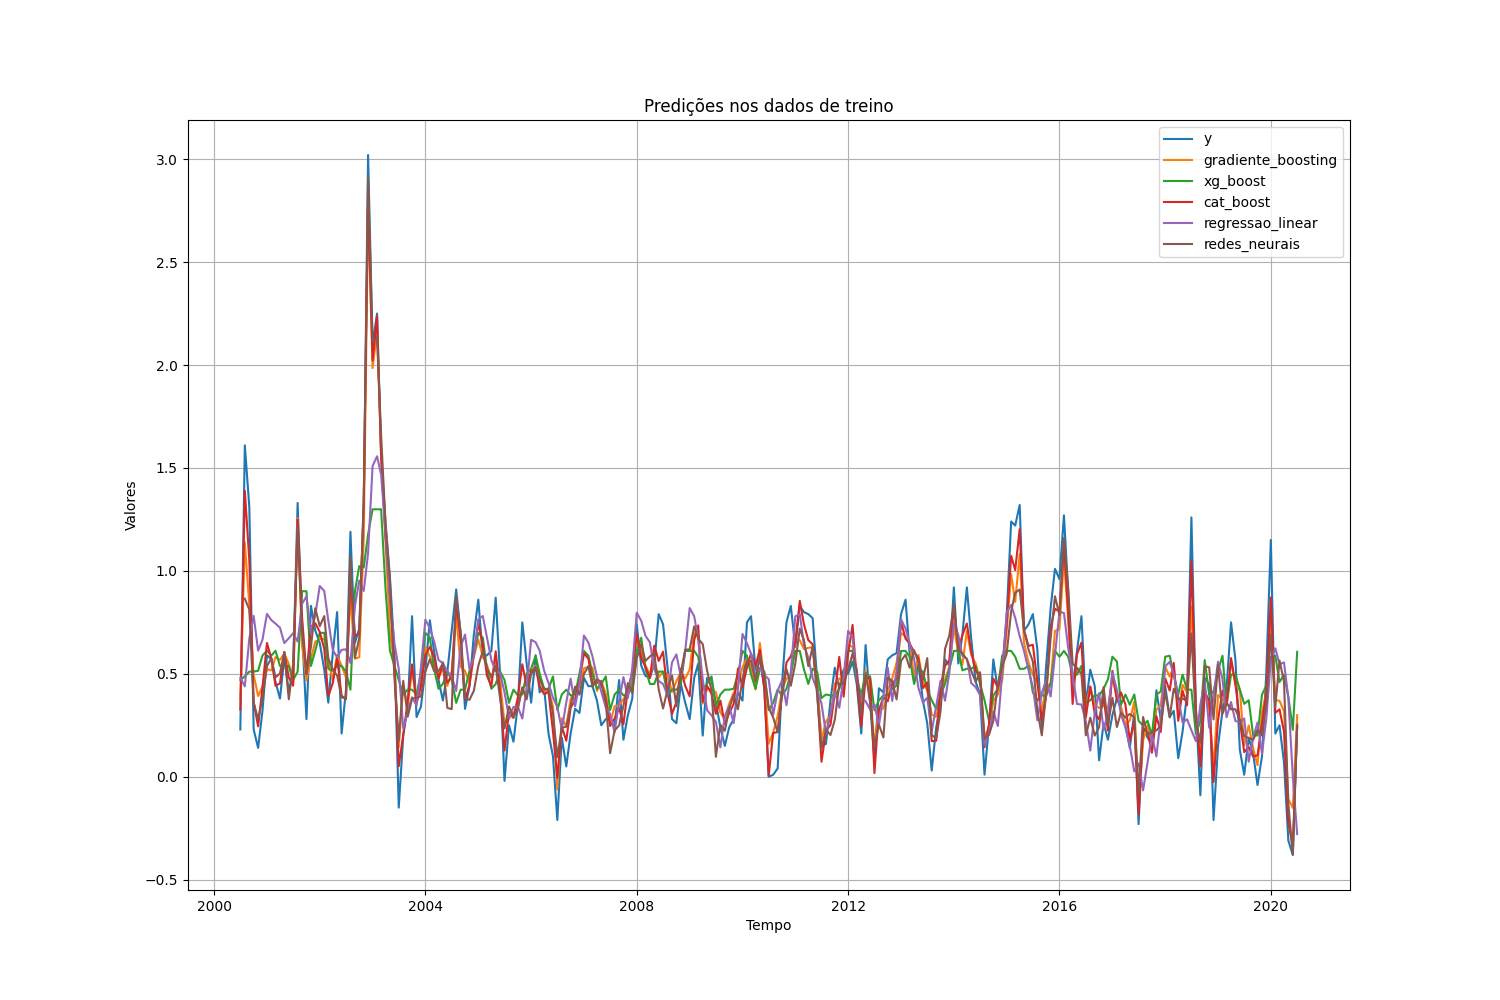 Predições nos dados de treino
y
gradiente_boosting
xg_boost
cat_boost
regressao_linear
redes_neurais
Valores
3.0
2.5
2.0
1.5
1.0
0.5
0.0
−0.5
2000 2004 2008 2012 2016 2020
Tempo